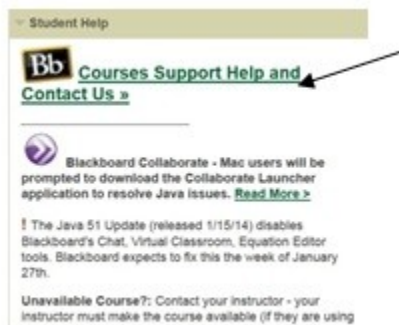 Student Help
Bb Courses Support Help and
Contact Us »
Blackboard Collaborate - Mac users will be
prompted to download the Collaborate Launcher
application to resolve Java issues. Read More >
! The Java 51 Update (released 1/15/14) disables
Blackboard's Chat, Virtual Classroom, Equation Editor
tools. Blackboard expects to fix this the week of January
27th.
Unavailable Course?: Contact your instructor - your
instructor must make the course available (if they are using